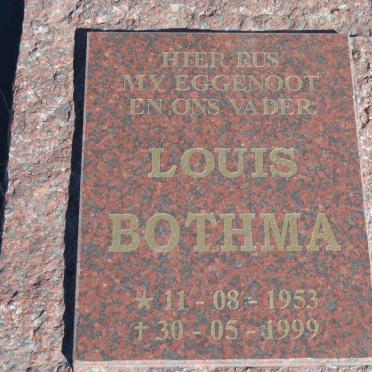 HIER RUS
MY EGGENOOT
EN ONS VADER
LOUIS
BOTHMA
★ 11 - 08 - 1953
✝ 30 - 05 - 1999